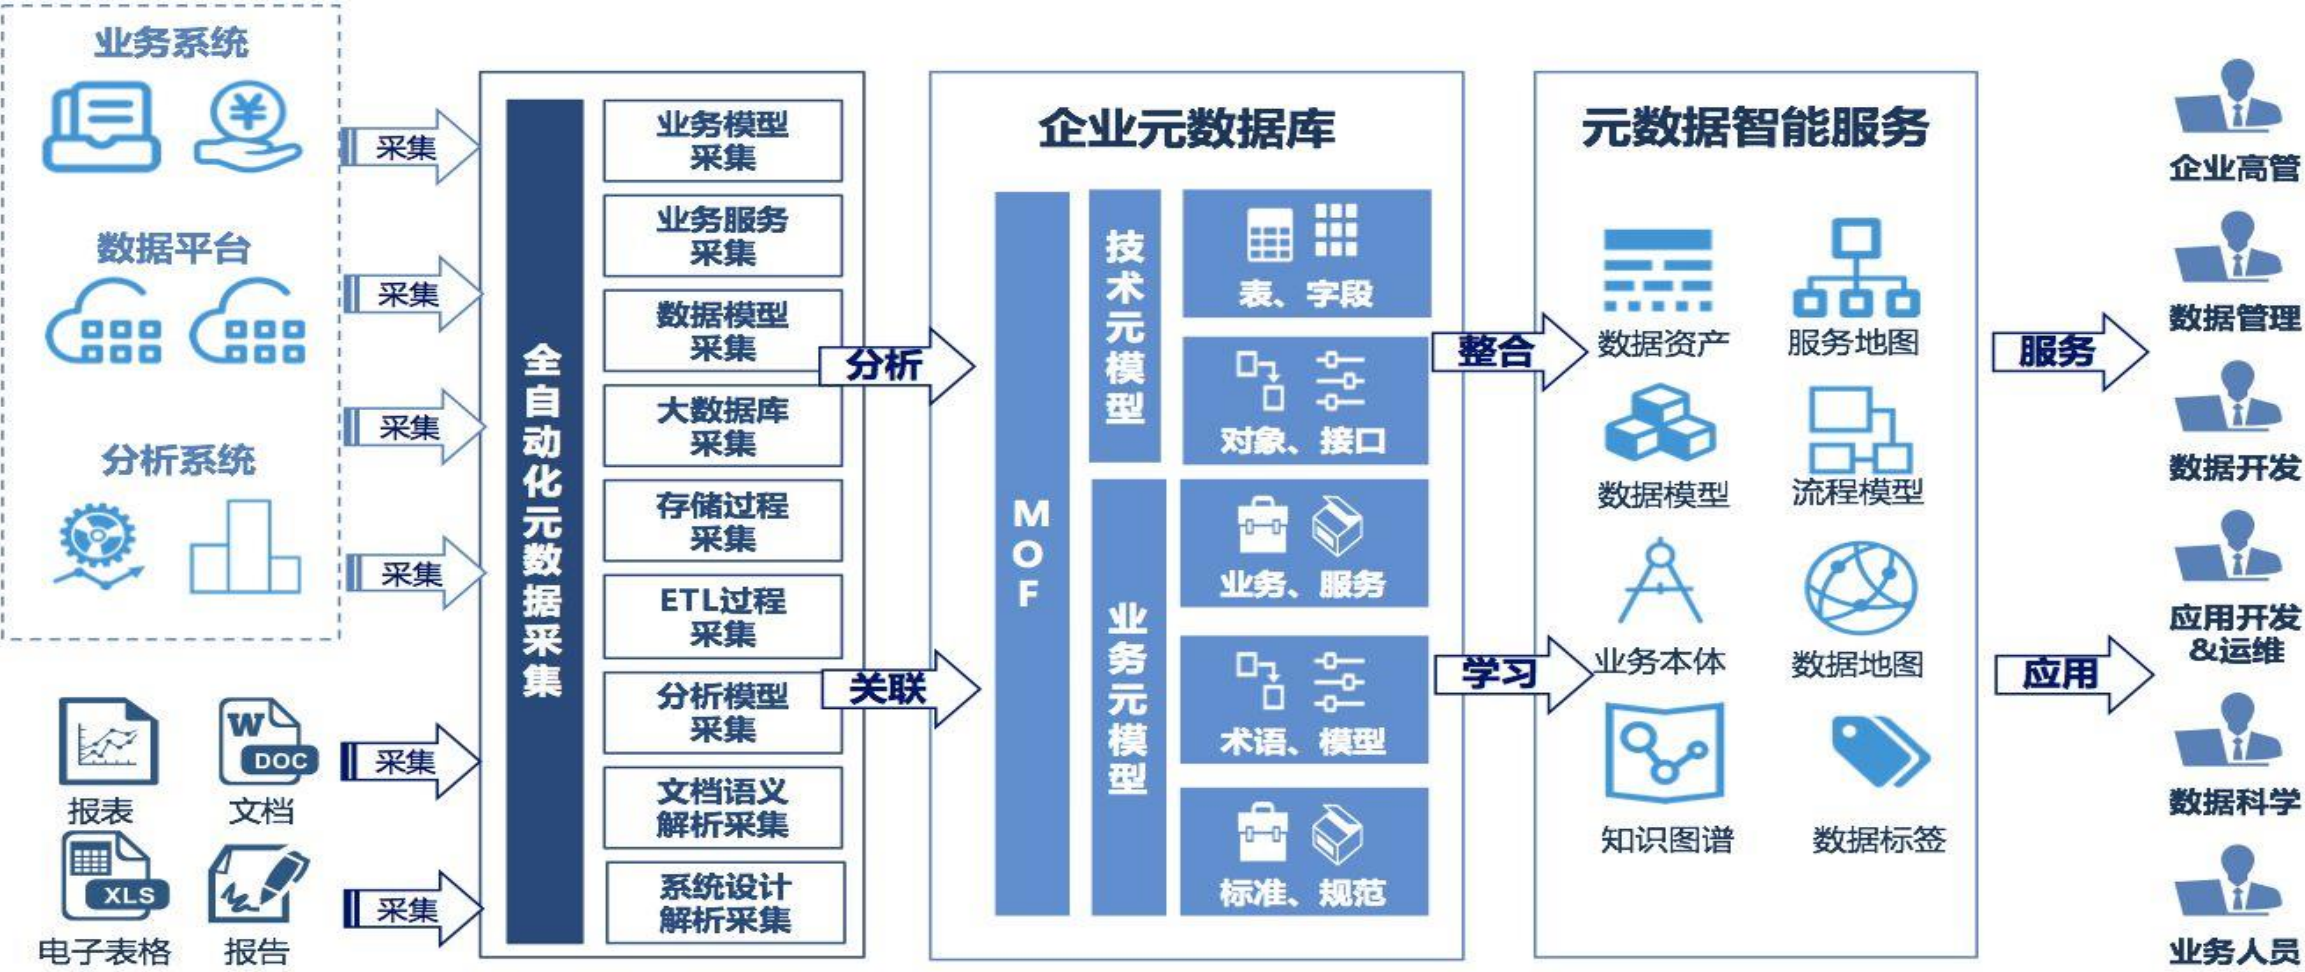 业务系统
数据平台
分析系统
W
DOC
报表
文档
XLS
电子表格
报告
采集
采集
采集
采集
采集
采集
全自动化元数据采集
业务模型
采集
业务服务
采集
数据模型
采集
大数据库
采集
存储过程
采集
ETL过程
采集
分析模型
采集
文档语义
解析采集
系统设计
解析采集
分析
关联
企业元数据库
MOF
技术元模型
表、字段
对象、接口
业务元模型
业务、服务
术语、模型
标准、规范
整合
学习
元数据智能服务
数据资产
服务地图
数据模型
流程模型
业务本体
数据地图
知识图谱
数据标签
服务
应用
企业高管
数据管理
数据开发
应用开发
&运维
数据科学
业务人员